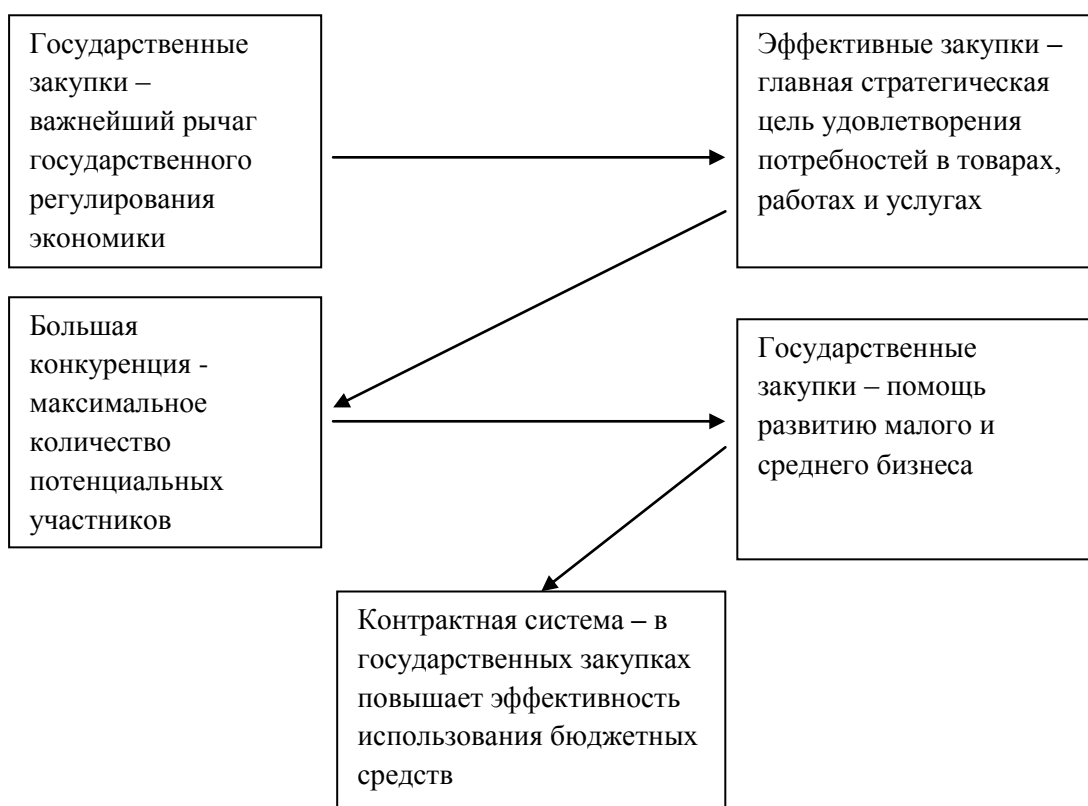 Государственные
закупки –
важнейший рычаг
государственного
регулирования
экономики
Эффективные закупки –
главная стратегическая
цель удовлетворения
потребностей в товарах,
работах и услугах
Большая
конкуренция -
максимальное
количество
потенциальных
участников
Государственные
закупки – помощь
развитию малого и
среднего бизнеса
Контрактная система – в
государственных закупках
повышает эффективность
использования бюджетных
средств